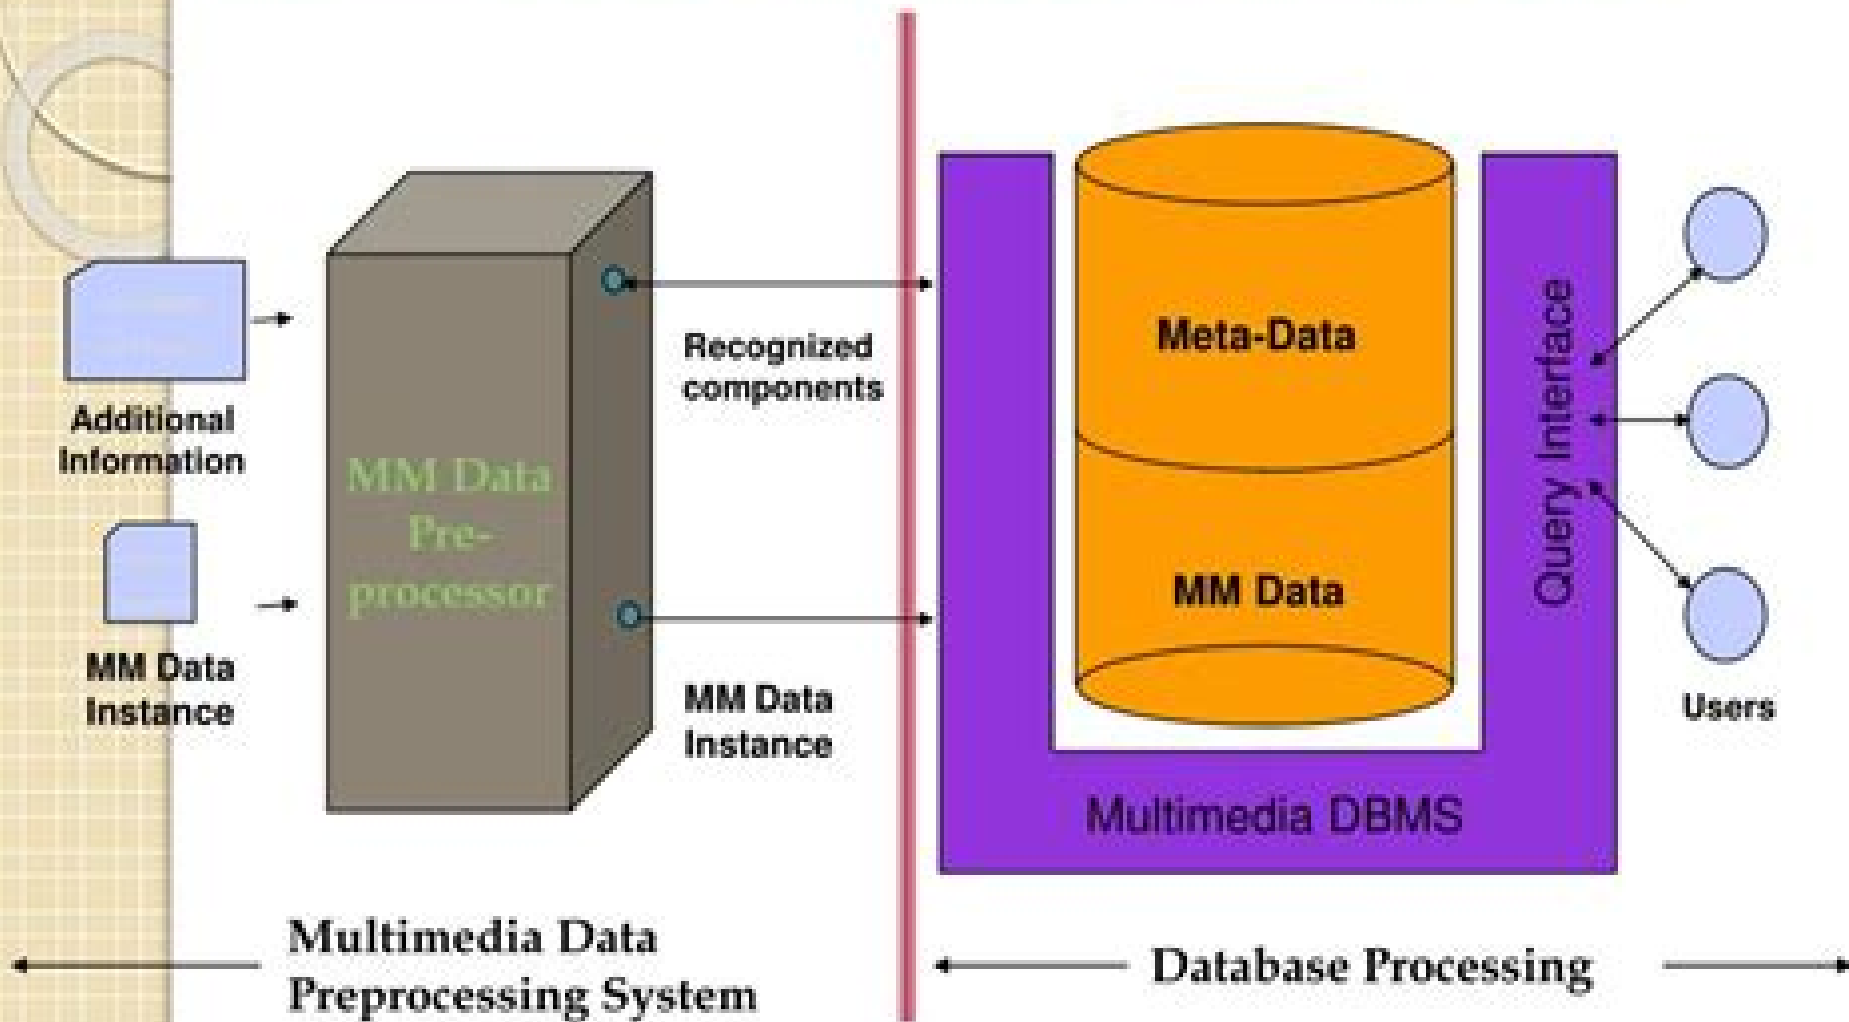 Additional
Information
MM Data
Instance
MM Data
Pre-
processor
Recognized
components
MM Data
Instance
Meta-Data
MM Data
Query Interface
Multimedia DBMS
Users
Multimedia Data
Preprocessing System
Database Processing